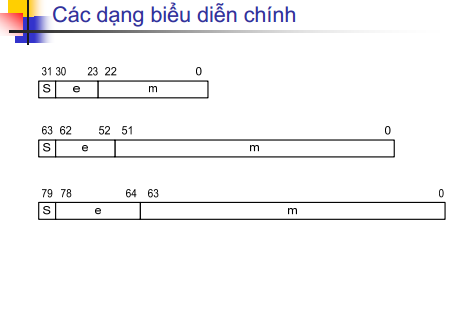 Các dạng biểu diễn chính
31 30 23 22 0
S e m
63 62 52 51 0
S e m
79 78 64 63 0
S e m